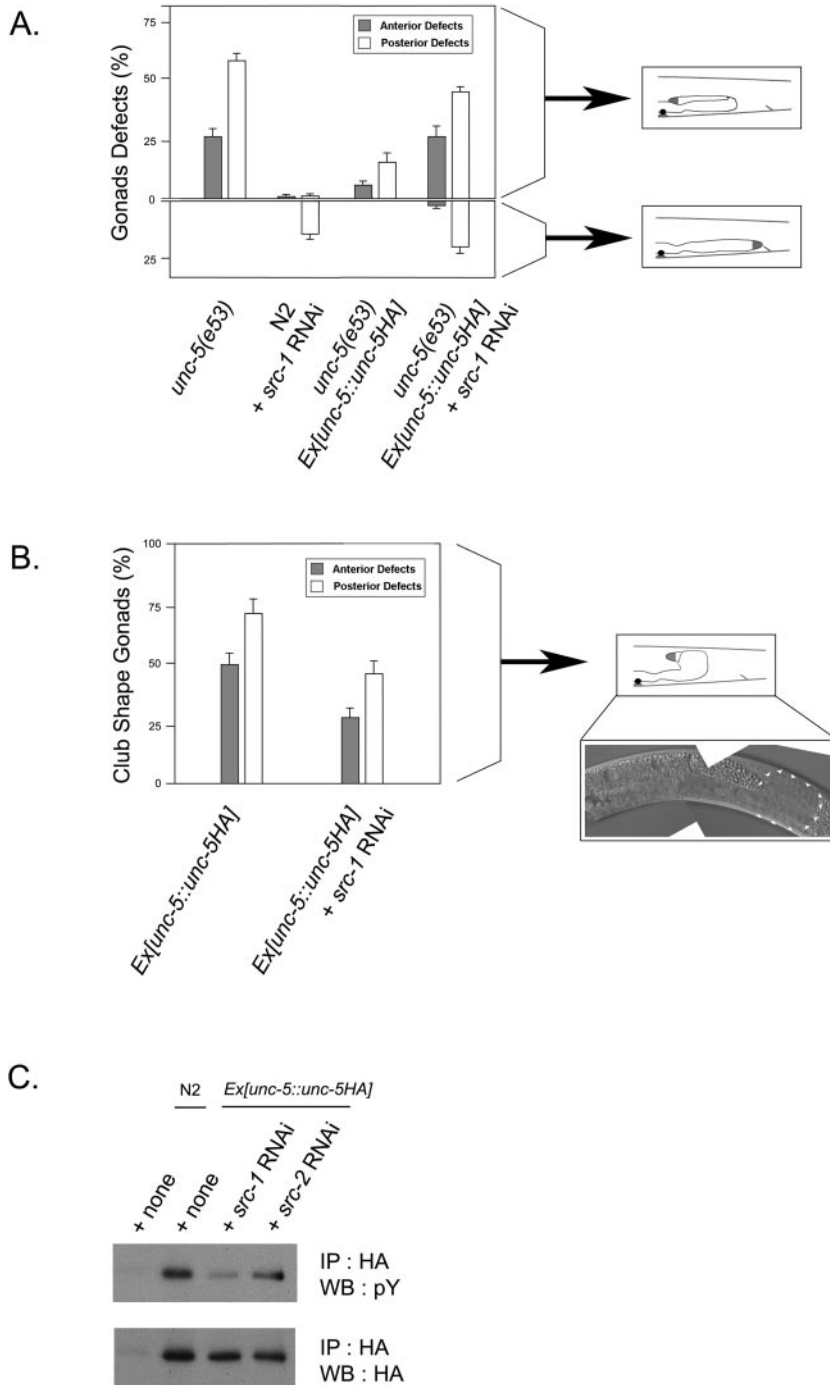 A.
Gonads Defects (%)
75
50
25
0
25
Anterior Defects
Posterior Defects
unc-5(e53)
N2
+ src-1 RNAi
unc-5(e53)
Ex[unc-5::unc-5HA]
unc-5(e53)
Ex[unc-5::unc-5HA]
+ src-1 RNAi
B.
Club Shape Gonads (%)
100
75
50
25
0
Anterior Defects
Posterior Defects
Ex[unc-5::unc-5HA]
Ex[unc-5::unc-5HA]
+ src-1 RNAi
C.
N2
Ex[unc-5::unc-5HA]
+ none
+ none
+ src-1 RNAi
+ src-2 RNAi
IP : HA
WB : pY
IP : HA
WB : HA